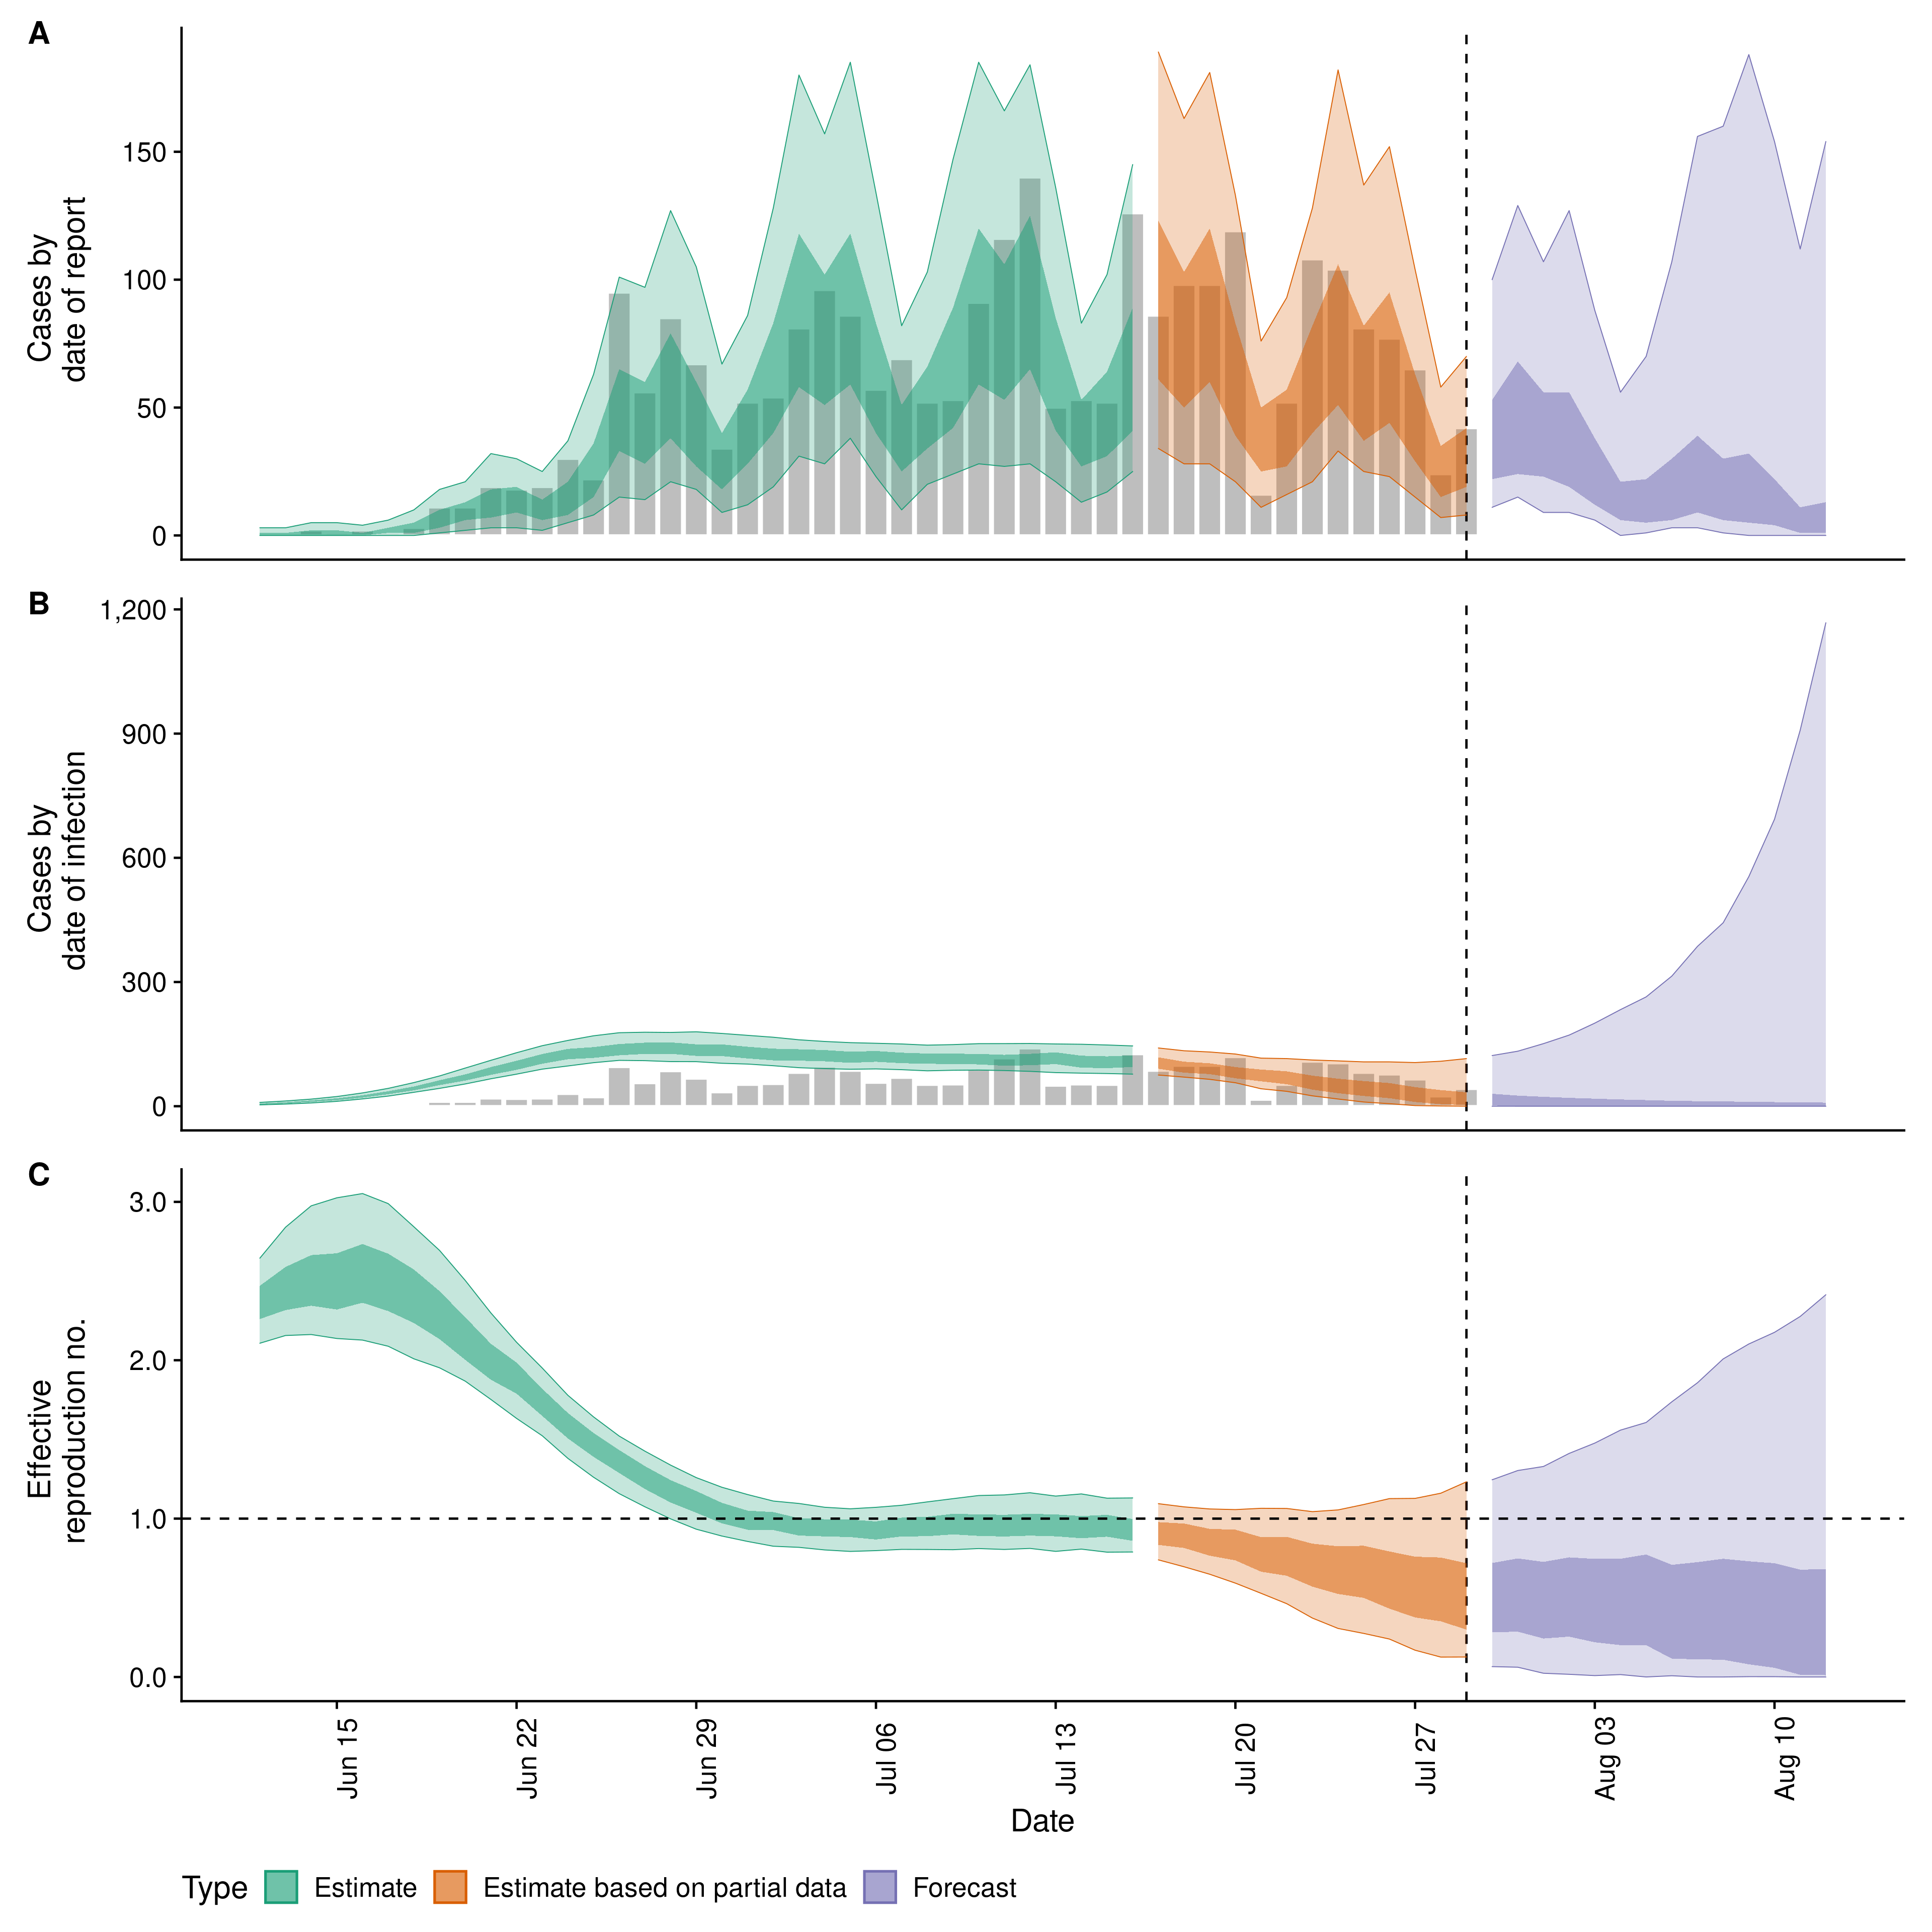 A
Cases by
date of report
150
100
50
0
B
Cases by
date of infection
1,200
900
600
300
0
C
Effective
reproduction no.
3.0
2.0
1.0
0.0
Jun 15
Jun 22
Jun 29
Jul 06
Jul 13
Jul 20
Jul 27
Aug 03
Aug 10
Date
Type
Estimate
Estimate based on partial data
Forecast